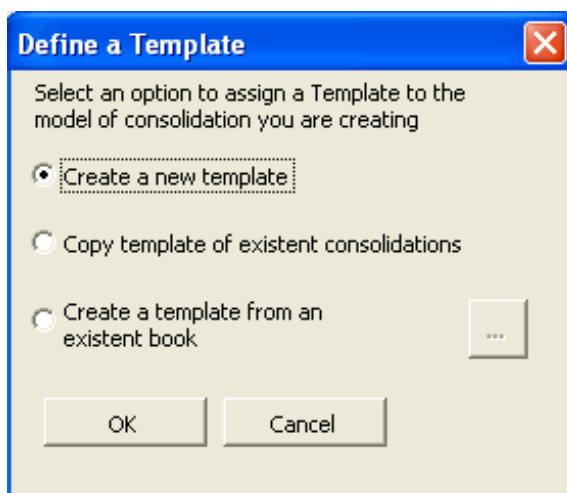 Define a Template
Select an option to assign a Template to the
model of consolidation you are creating
Create a new template
Copy template of existent consolidations
Create a template from an
existent book
...
OK
Cancel